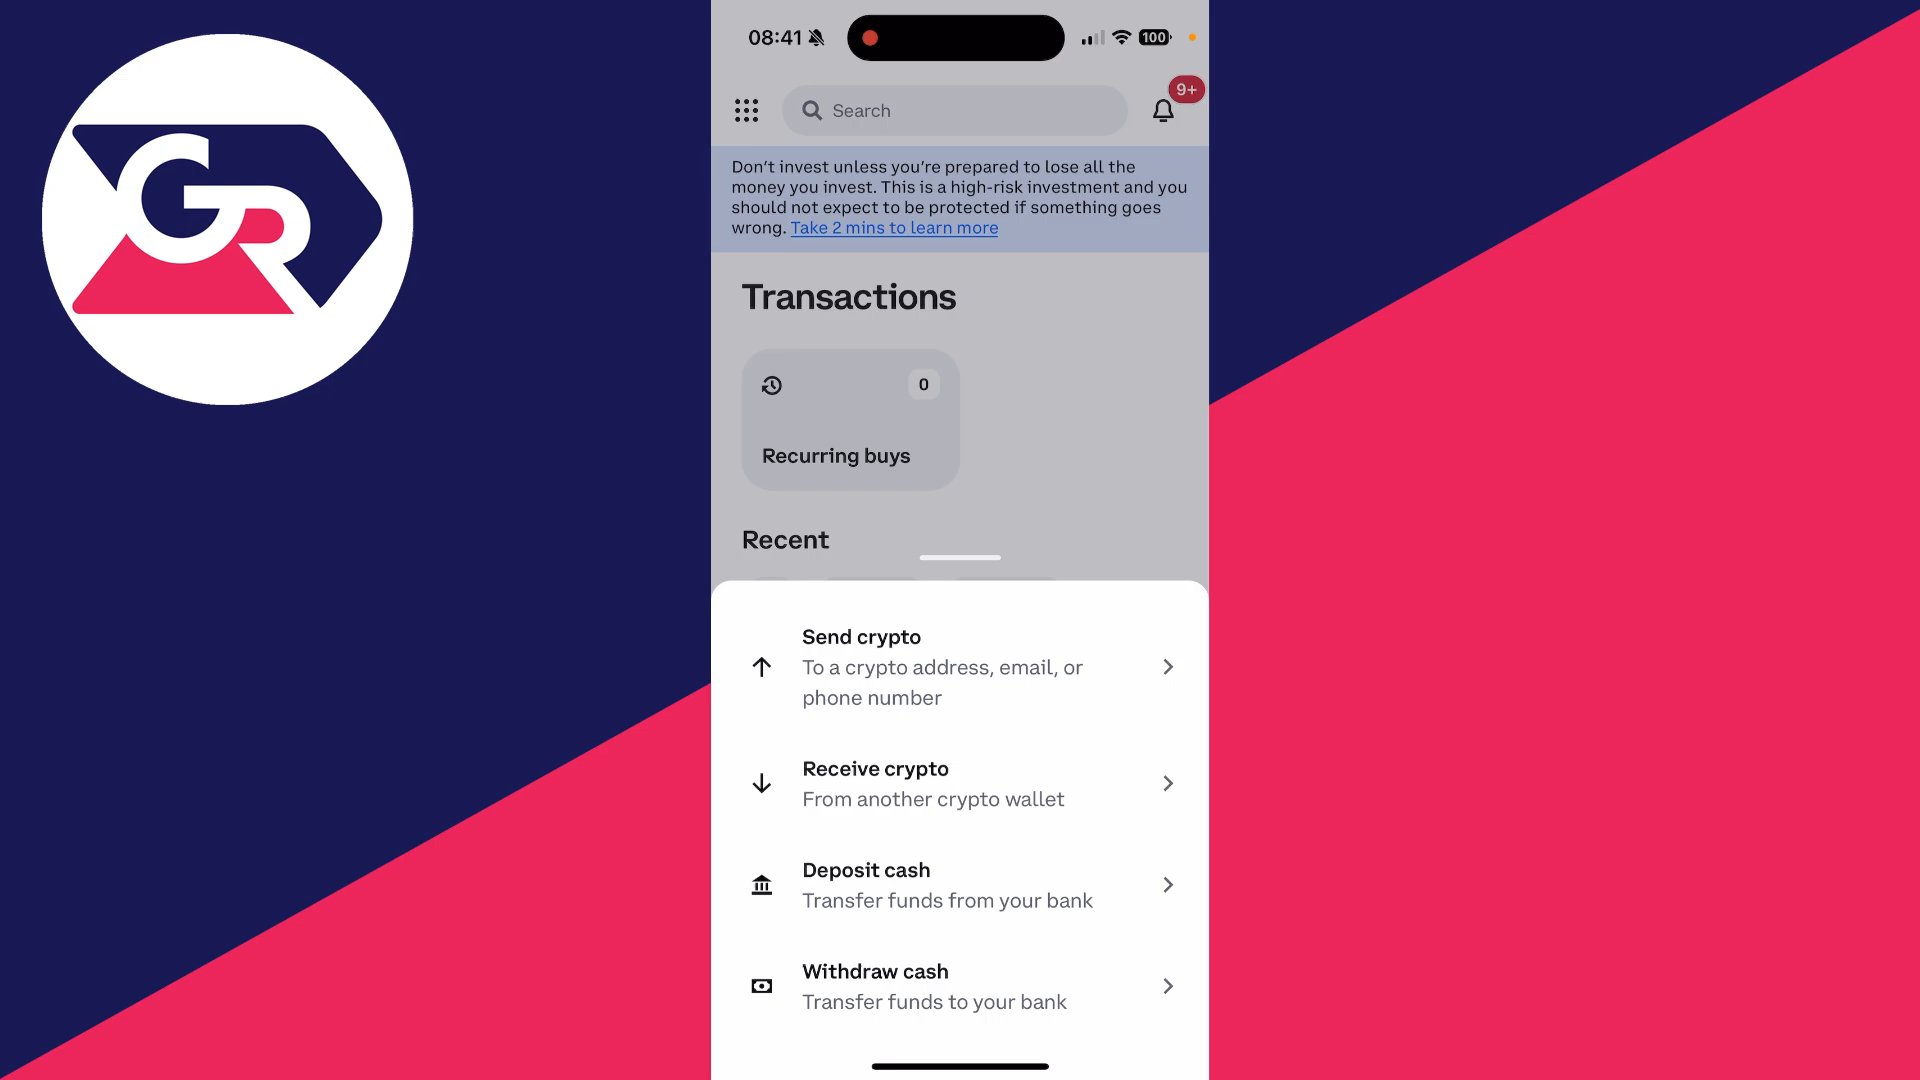 GR
08:41
100
Search
9+
Don't invest unless you're prepared to lose all the
money you invest. This is a high-risk investment and you
should not expect to be protected if something goes
wrong. Take 2 mins to learn more
Transactions
0
Recurring buys
Recent
Send crypto
To a crypto address, email, or
phone number
Receive crypto
From another crypto wallet
Deposit cash
Transfer funds from your bank
Withdraw cash
Transfer funds to your bank